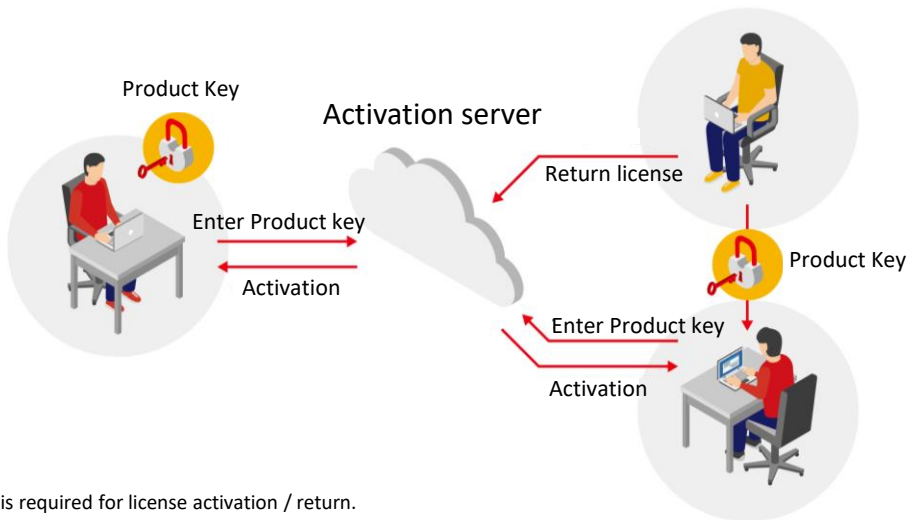 Product Key
Activation server
Return license
Enter Product key
Activation
Product Key
Enter Product key
Activation
is required for license activation / return.